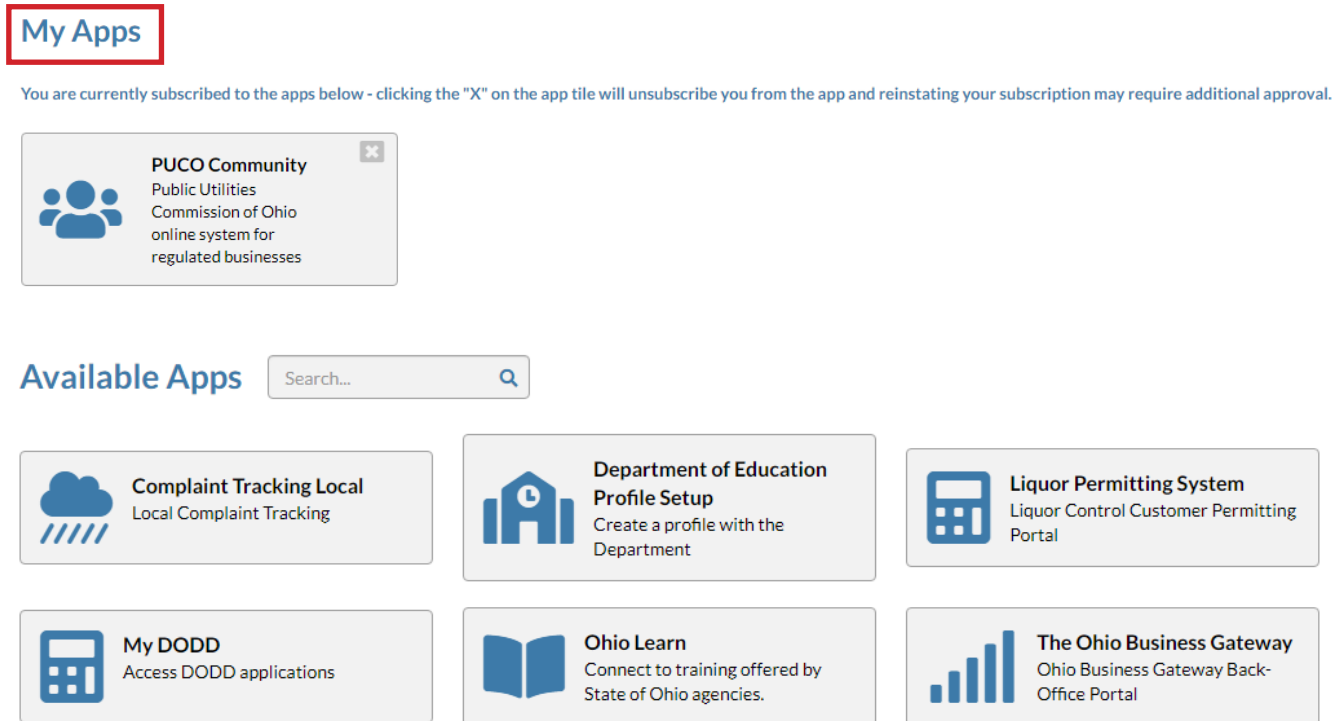 My Apps
You are currently subscribed to the apps below - clicking the "X" on the app tile will unsubscribe you from the app and reinstating your subscription may require additional approval.
PUCO Community
Public Utilities
Commission of Ohio
online system for
regulated businesses
Available Apps
Search...
Complaint Tracking Local
Local Complaint Tracking
Department of Education
Profile Setup
Create a profile with the
Department
Liquor Permitting System
Liquor Control Customer Permitting
Portal
My DODD
Access DODD applications
Ohio Learn
Connect to training offered by
State of Ohio agencies.
The Ohio Business Gateway
Ohio Business Gateway Back-
Office Portal